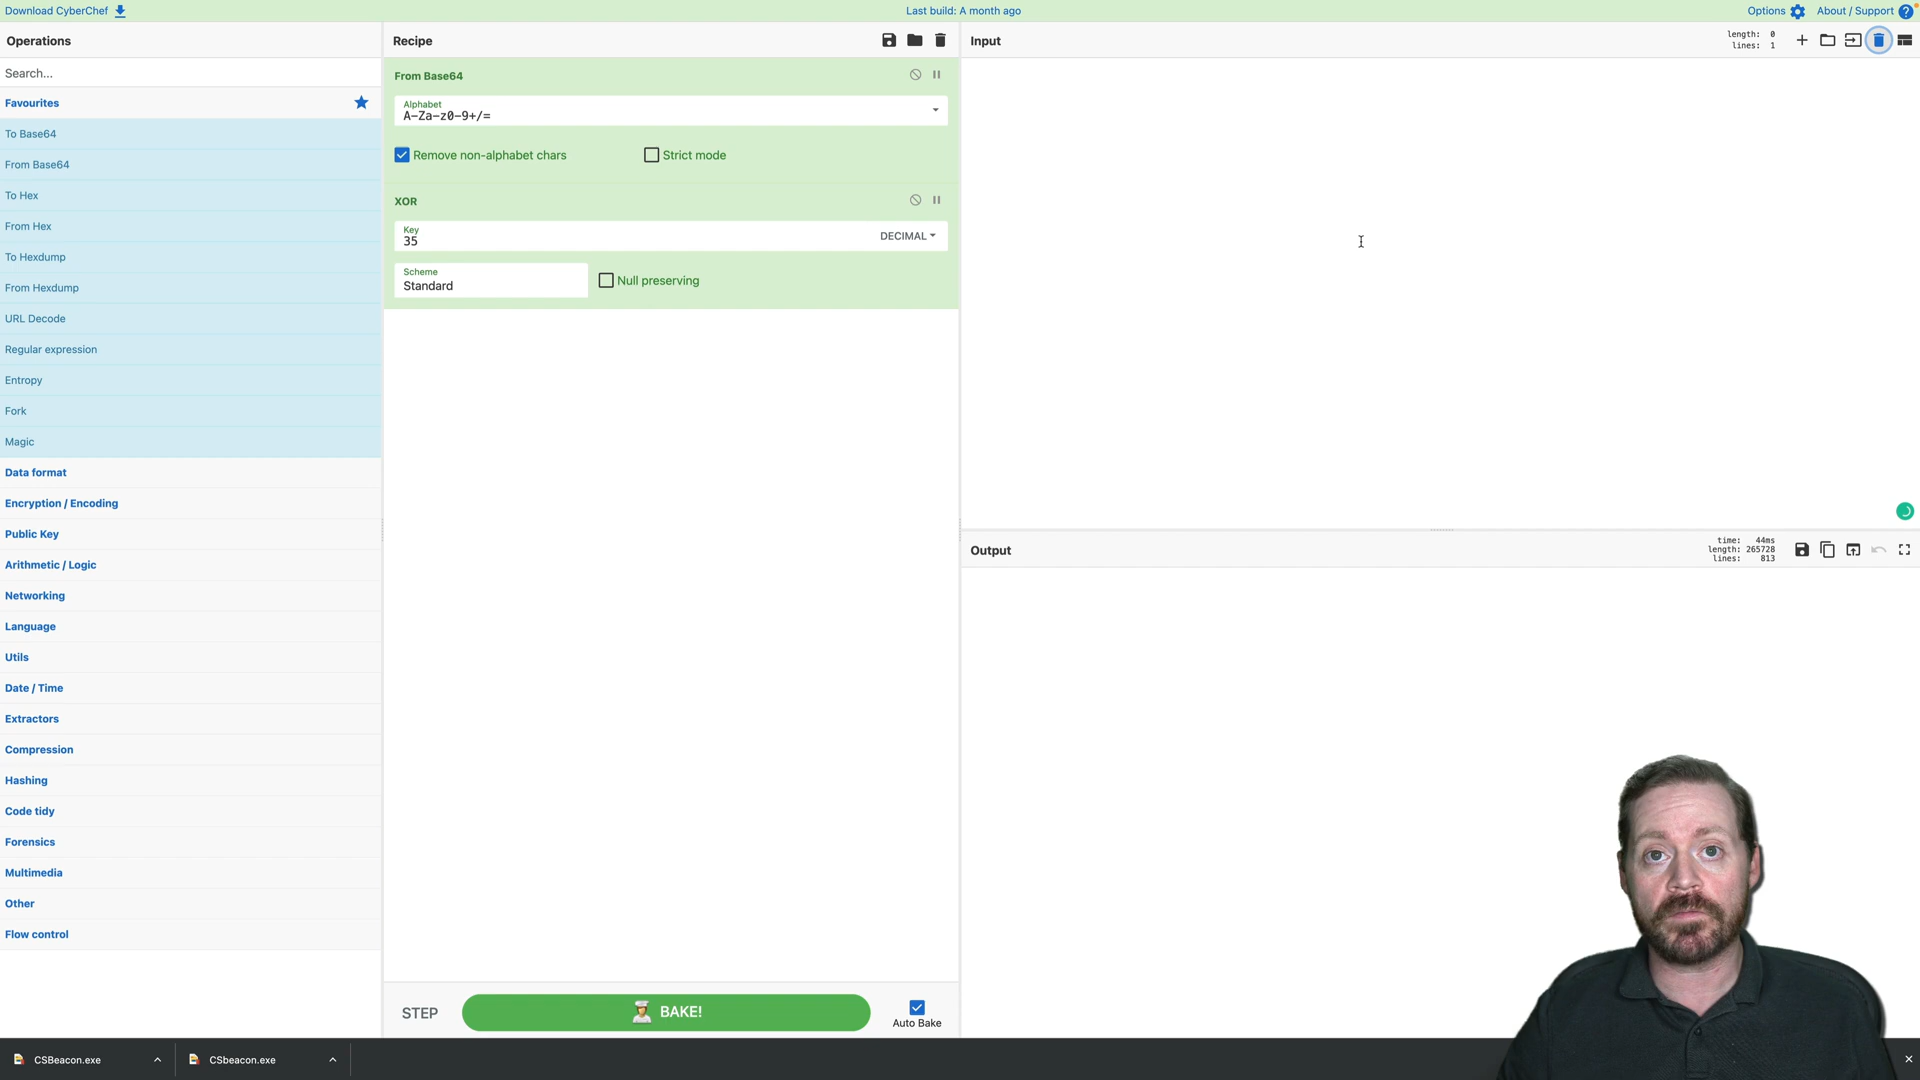 Download CyberChef
Last build: A month ago
Options
About / Support
Operations
Search...
Favourites
To Base64
From Base64
To Hex
From Hex
To Hexdump
From Hexdump
URL Decode
Regular expression
Entropy
Fork
Magic
Data format
Encryption / Encoding
Public Key
Arithmetic / Logic
Networking
Language
Utils
Date / Time
Extractors
Compression
Hashing
Code tidy
Forensics
Multimedia
Other
Flow control
Recipe
From Base64
Alphabet
A-Za-z0-9+/=
Remove non-alphabet chars
Strict mode
XOR
Key
35
DECIMAL
Scheme
Standard
Null preserving
STEP
BAKE!
Auto Bake
Input
length: 0
lines: 1
Output
time: 44ms
length: 265728
lines: 813
CSBeacon.exe
CSbeacon.exe